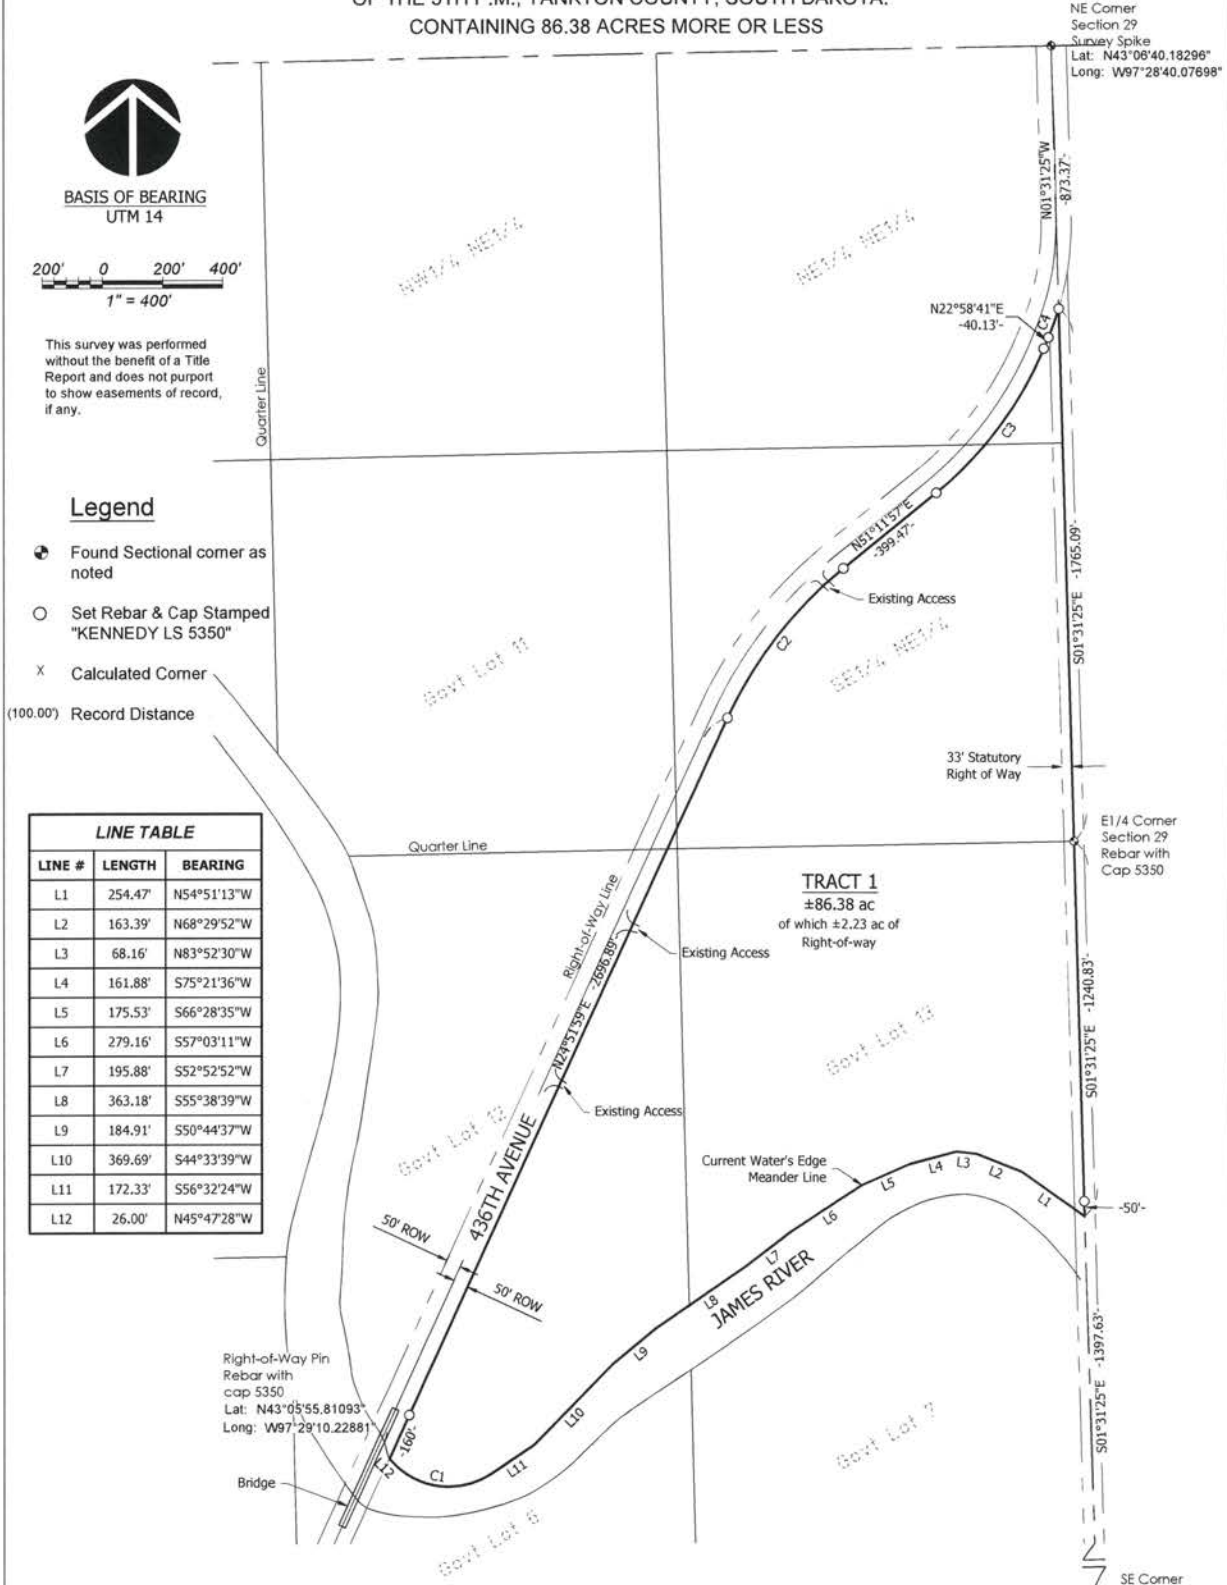 CONTAINING 86.38 ACRES MORE OR LESS
NE Corner
Section 29
Survey Spike
Lat: N43°06'40.18296"
Long: W97°28'40.07698"
BASIS OF BEARING
UTM 14
200' 0 200' 400'
1" = 400'
This survey was performed
without the benefit of a Title
Report and does not purport
to show easements of record,
if any.
Quarter Line
NW1/4 NE1/4
NE1/4 NE1/4
N01°31'25"W
-873.37'-
N22°58'41"E
-40.13'-
C4
C3
N51°11'57"E
-399.47'-
Existing Access
C2
SE1/4 NE1/4
Govt Lot 11
S01°31'25"E -1765.09'-
33' Statutory
Right of Way
Legend
Found Sectional corner as
noted
Set Rebar & Cap Stamped
"KENNEDY LS 5350"
X Calculated Corner
(100.00') Record Distance
E1/4 Corner
Section 29
Rebar with
Cap 5350
Quarter Line
TRACT 1
±86.38 ac
of which ±2.23 ac of
Right-of-way
LINE TABLE
LINE # LENGTH BEARING
L1 254.47' N54°51'13"W
L2 163.39' N68°29'52"W
L3 68.16' N83°52'30"W
L4 161.88' S75°21'36"W
L5 175.53' S66°28'35"W
L6 279.16' S57°03'11"W
L7 195.88' S52°52'52"W
L8 363.18' S55°38'39"W
L9 184.91' S50°44'37"W
L10 369.69' S44°33'39"W
L11 172.33' S56°32'24"W
L12 26.00' N45°47'28"W
Right-of-Way Line
N24°51'59"E -2696.89'-
Existing Access
Existing Access
Govt Lot 13
S01°31'25"E -1240.83'-
Govt Lot 12
436TH AVENUE
50' ROW
50' ROW
Current Water's Edge
Meander Line
L1
L2
L3
L4
L5
L6
L7
L8
L9
L10
L11
L12
C1
-50'-
JAMES RIVER
S01°31'25"E -1397.63'-
Right-of-Way Pin
Rebar with
cap 5350
Lat: N43°05'55.81093"
Long: W97°29'10.22881"
-160'-
Bridge
Govt Lot 7
Govt Lot 6
SE Corner